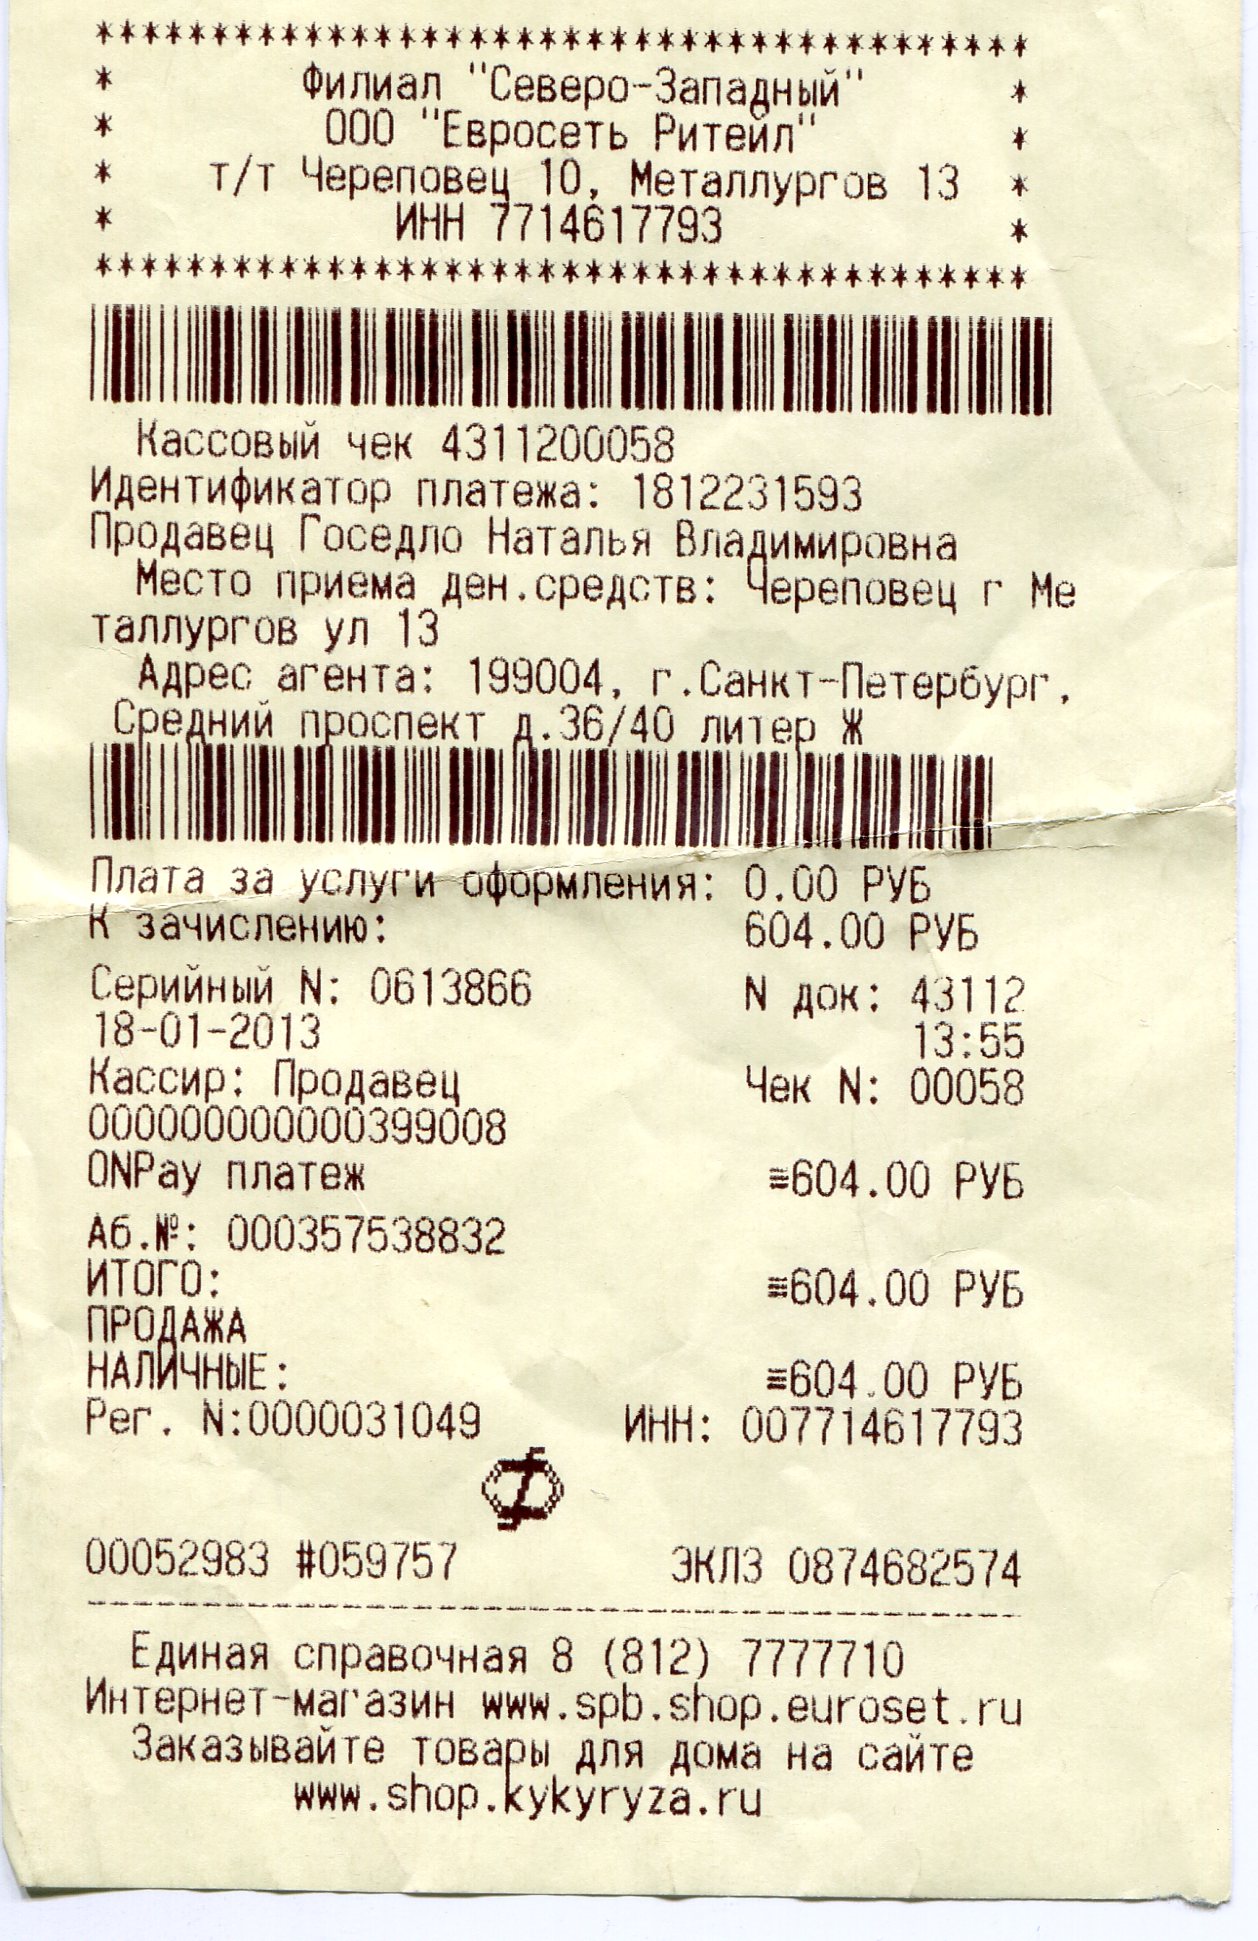 ****************************************
* Филиал "Северо-Западный" *
* ООО "Евросеть Ритейл" *
* т/т Череповец 10, Металлургов 13 *
* ИНН 7714617793 *
****************************************
Кассовый чек 4311200058
Идентификатор платежа: 1812231593
Продавец Госедло Наталья Владимировна
Место приема ден.средств: Череповец г Ме
таллургов ул 13
Адрес агента: 199004, г.Санкт-Петербург,
Средний проспект д.36/40 литер Ж
Плата за услуги оформления: 0.00 РУБ
К зачислению: 604.00 РУБ
Серийный N: 0613866 N док: 43112
18-01-2013 13:55
Кассир: Продавец Чек N: 00058
000000000000399008
ONPay платеж ≡604.00 РУБ
Аб.№: 000357538832
ИТОГО: ≡604.00 РУБ
ПРОДАЖА
НАЛИЧНЫЕ: ≡604.00 РУБ
Рег. N:0000031049 ИНН: 007714617793
00052983 #059757 ЭКЛЗ 0874682574
Единая справочная 8 (812) 7777710
Интернет-магазин www.spb.shop.euroset.ru
Заказывайте товары для дома на сайте
www.shop.kykyryza.ru